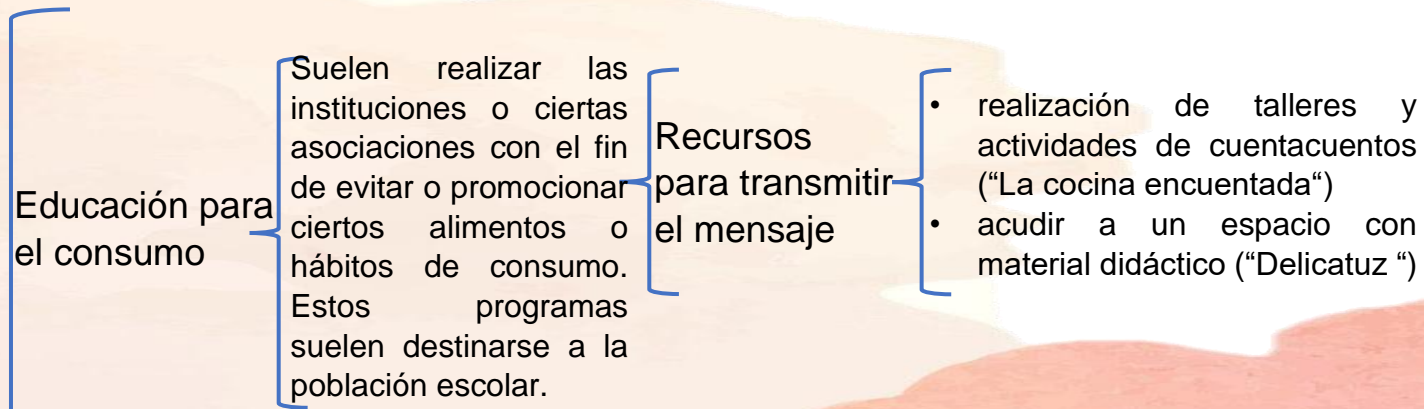 Educación para
el consumo
Suelen realizar las
instituciones o ciertas
asociaciones con el fin
de evitar o promocionar
ciertos alimentos o
hábitos de consumo.
Estos programas
suelen destinarse a la
población escolar.
Recursos
para transmitir
el mensaje
• realización de talleres y
actividades de cuentacuentos
(“La cocina encuentada“)
• acudir a un espacio con
material didáctico (“Delicatuz “)